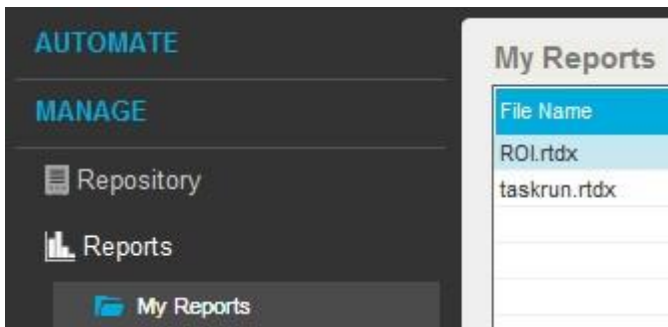 AUTOMATE
MANAGE
Repository
Reports
My Reports
My Reports
File Name
ROI.rtdx
taskrun.rtdx